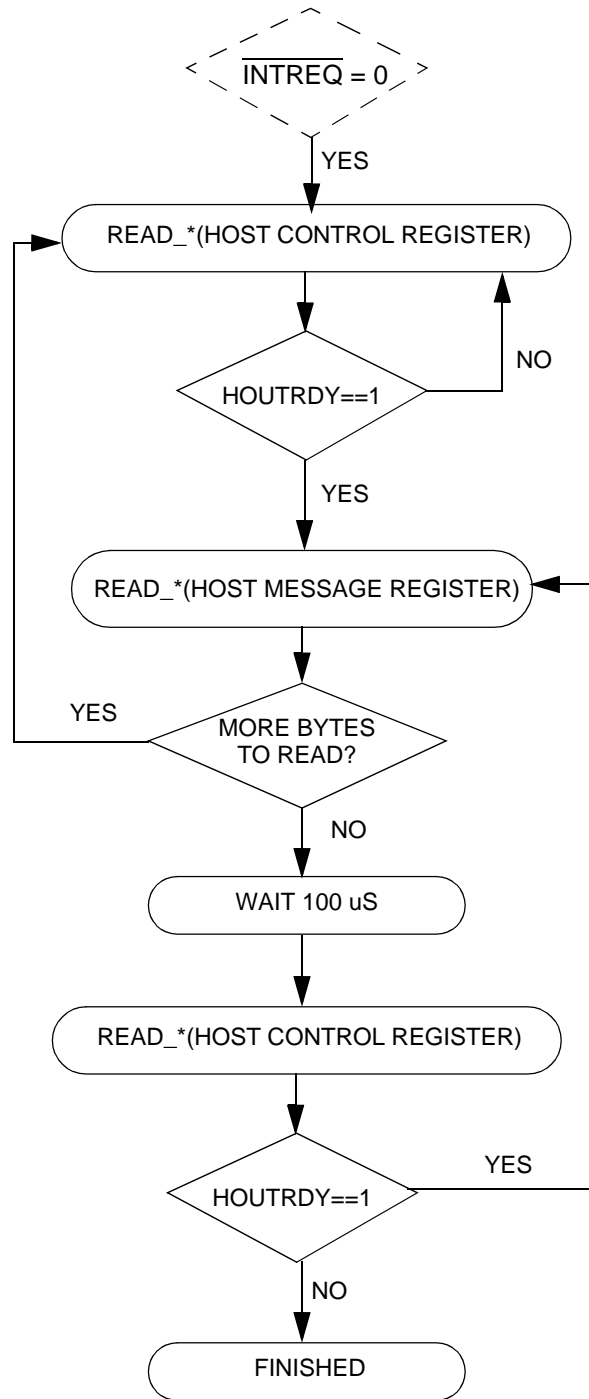 INTREQ = 0
YES
READ_*(HOST CONTROL REGISTER)
NO
HOUTRDY==1
YES
READ_*(HOST MESSAGE REGISTER)
YES
MORE BYTES
TO READ?
NO
WAIT 100 uS
READ_*(HOST CONTROL REGISTER)
YES
HOUTRDY==1
NO
FINISHED